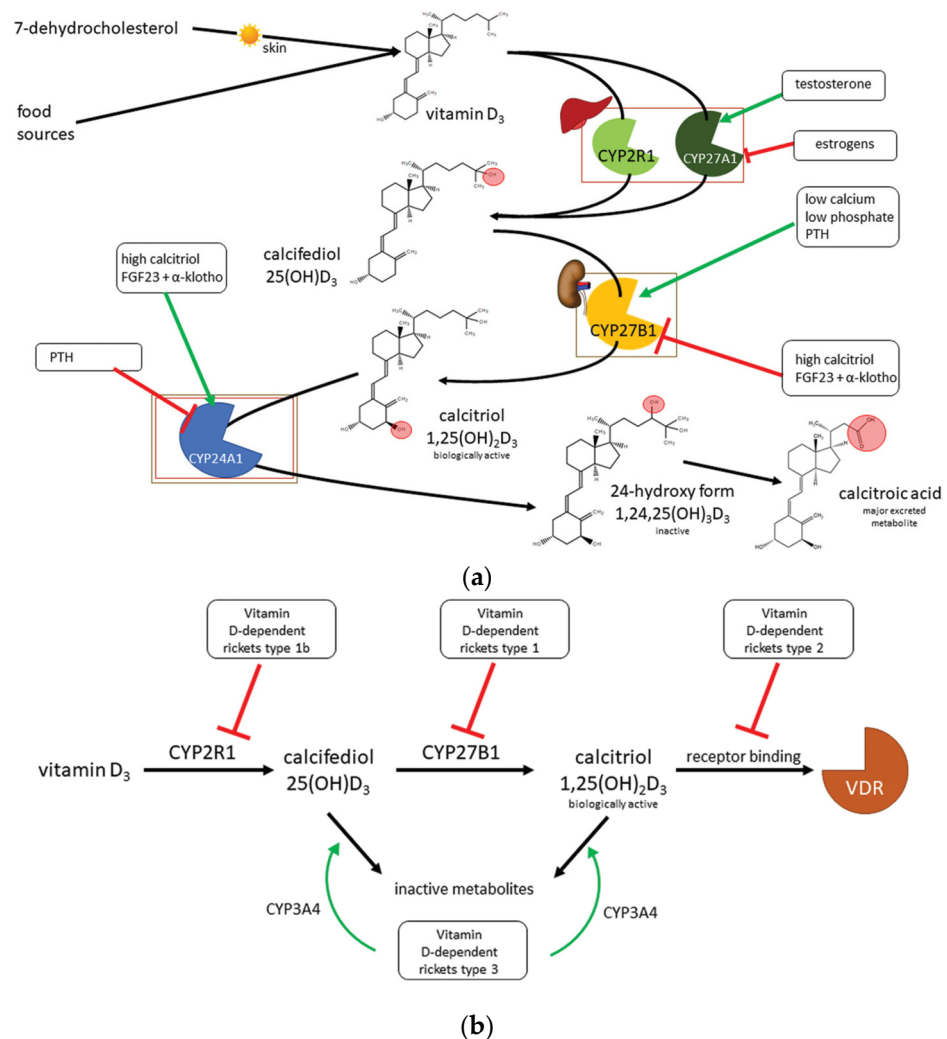 7-dehydrocholesterol
skin
food
sources
vitamin D₃
testosterone
CYP2R1
CYP27A1
estrogens
calcifediol
25(OH)D₃
low calcium
low phosphate
PTH
high calcitriol
FGF23 + α-klotho
CYP27B1
PTH
high calcitriol
FGF23 + α-klotho
calcitriol
1,25(OH)₂D₃
biologically active
CYP24A1
24-hydroxy form
1,24,25(OH)₃D₃
inactive
calcitroic acid
major excreted
metabolite
(a)
Vitamin
D-dependent
rickets type 1b
Vitamin
D-dependent
rickets type 1
Vitamin
D-dependent
rickets type 2
vitamin D₃
CYP2R1
calcifediol
25(OH)D₃
CYP27B1
calcitriol
1,25(OH)₂D₃
biologically active
receptor binding
VDR
inactive metabolites
CYP3A4
CYP3A4
Vitamin
D-dependent
rickets type 3
(b)